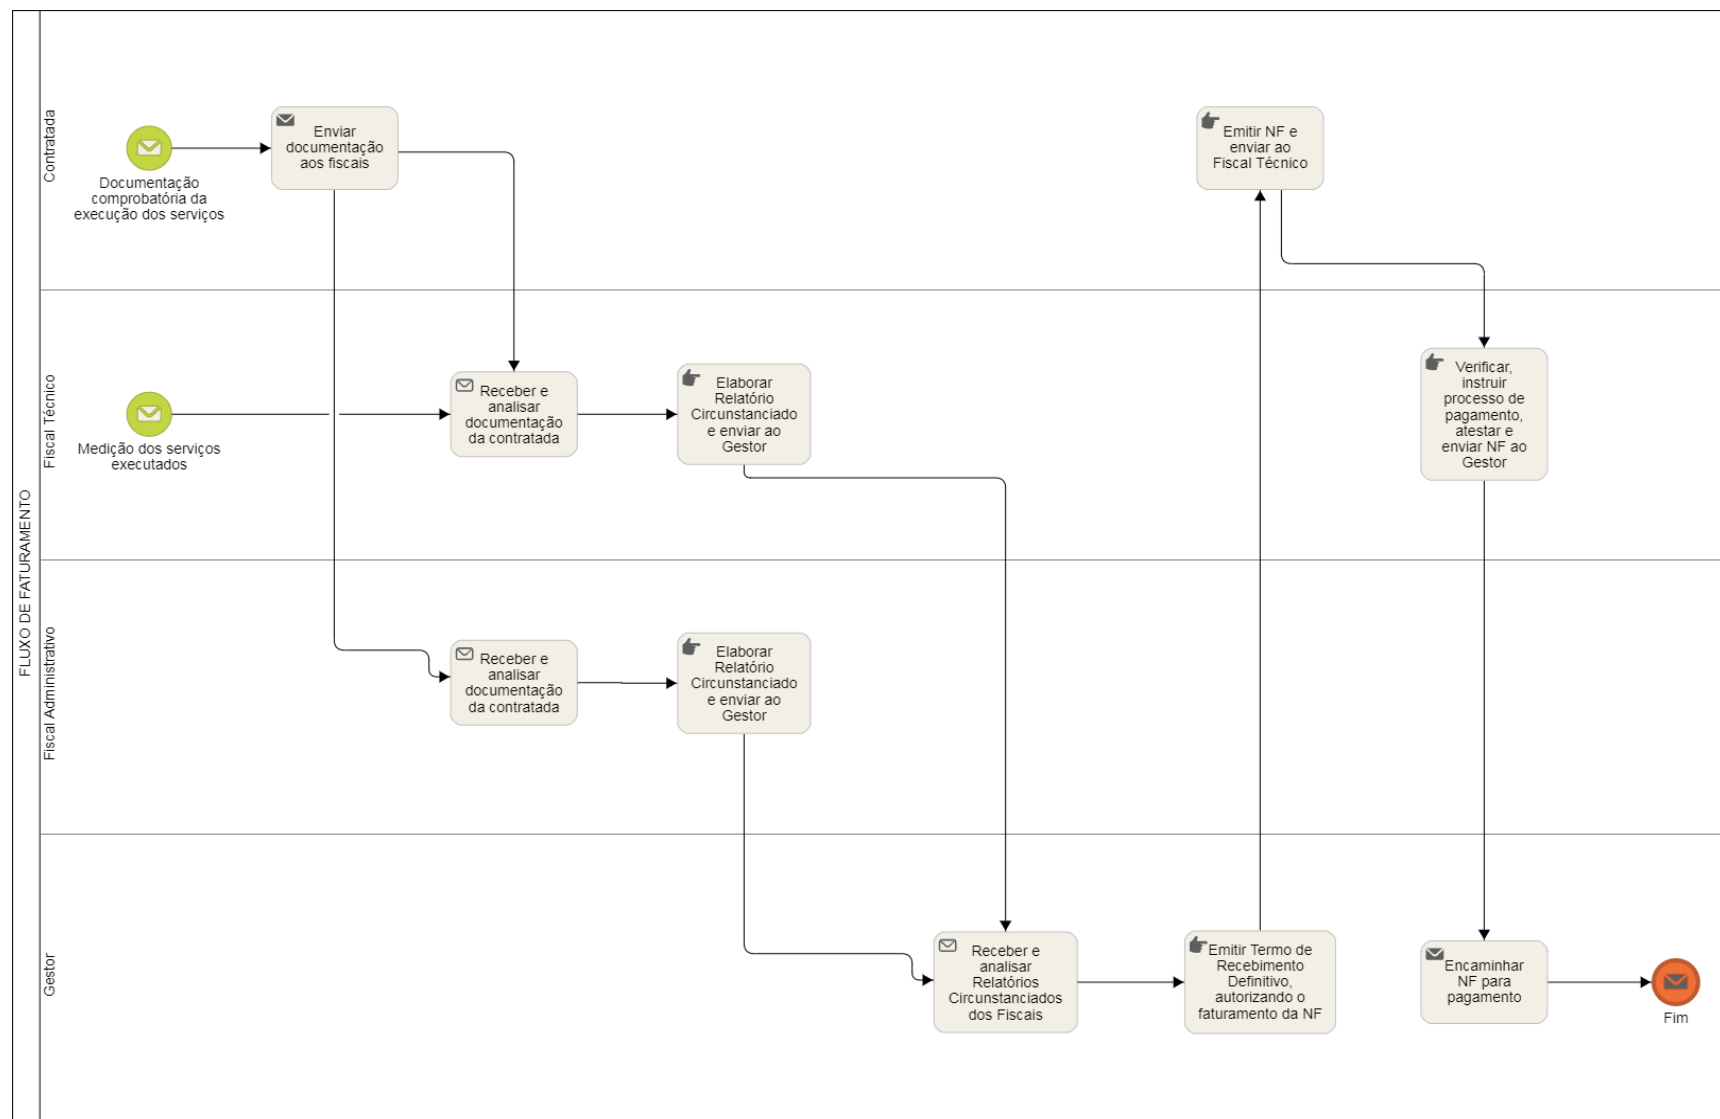 FLUXO DE FATURAMENTO
Contratada
Documentação
comprobatória da
execução dos serviços
Enviar
documentação
aos fiscais
Emitir NF e
enviar ao
Fiscal Técnico
Fiscal Técnico
Medição dos serviços
executados
Receber e
analisar
documentação
da contratada
Elaborar
Relatório
Circunstanciado
e enviar ao
Gestor
Verificar,
instruir
processo de
pagamento,
atestar e
enviar NF ao
Gestor
Fiscal Administrativo
Receber e
analisar
documentação
da contratada
Elaborar
Relatório
Circunstanciado
e enviar ao
Gestor
Gestor
Receber e
analisar
Relatórios
Circunstanciados
dos Fiscais
Emitir Termo de
Recebimento
Definitivo,
autorizando o
faturamento da NF
Encaminhar
NF para
pagamento
Fim